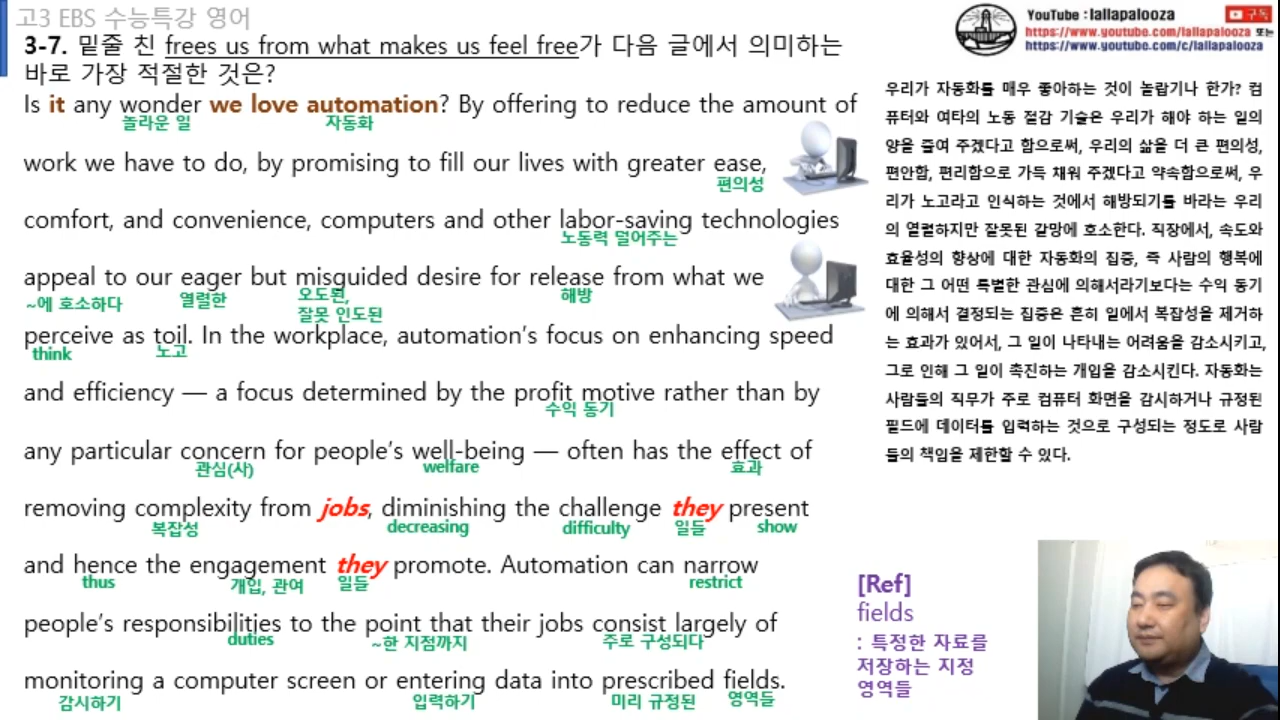 고3 EBS 수능특강 영어
3-7. 밑줄 친 frees us from what makes us feel free가 다음 글에서 의미하는
바로 가장 적절한 것은?
Is it any wonder we love automation? By offering to reduce the amount of
놀라운 일 자동화
work we have to do, by promising to fill our lives with greater ease,
편의성
comfort, and convenience, computers and other labor-saving technologies
노동력 덜어주는
appeal to our eager but misguided desire for release from what we
~에 호소하다 열렬한 오도된, 해방
잘못 인도된
perceive as toil. In the workplace, automation's focus on enhancing speed
think 노고
and efficiency — a focus determined by the profit motive rather than by
수익 동기
any particular concern for people's well-being — often has the effect of
관심(사) welfare 효과
removing complexity from jobs, diminishing the challenge they present
복잡성 decreasing difficulty 일들 show
and hence the engagement they promote. Automation can narrow
thus 개입, 관여 일들 restrict
people's responsibilities to the point that their jobs consist largely of
duties ~한 지점까지 주로 구성되다
monitoring a computer screen or entering data into prescribed fields.
감시하기 입력하기 미리 규정된 영역들
YouTube : lallapalooza 구독
https://www.youtube.com/lallapalooza 또는
https://www.youtube.com/c/lallapalooza
우리가 자동화를 매우 좋아하는 것이 놀랍기나 한가? 컴
퓨터와 여타의 노동 절감 기술은 우리가 해야 하는 일의
양을 줄여 주겠다고 함으로써, 우리의 삶을 더 큰 편의성,
편안함, 편리함으로 가득 채워 주겠다고 약속함으로써, 우
리가 노고라고 인식하는 것에서 해방되기를 바라는 우리
의 열렬하지만 잘못된 갈망에 호소한다. 직장에서, 속도와
효율성의 향상에 대한 자동화의 집중, 즉 사람의 행복에
대한 그 어떤 특별한 관심에 의해서라기보다는 수익 동기
에 의해서 결정되는 집중은 흔히 일에서 복잡성을 제거하
는 효과가 있어서, 그 일이 나타내는 어려움을 감소시키고,
그로 인해 그 일이 촉진하는 개입을 감소시킨다. 자동화는
사람들의 직무가 주로 컴퓨터 화면을 감시하거나 규정된
필드에 데이터를 입력하는 것으로 구성되는 정도로 사람
들의 책임을 제한할 수 있다.
[Ref]
fields
: 특정한 자료를
저장하는 지정
영역들